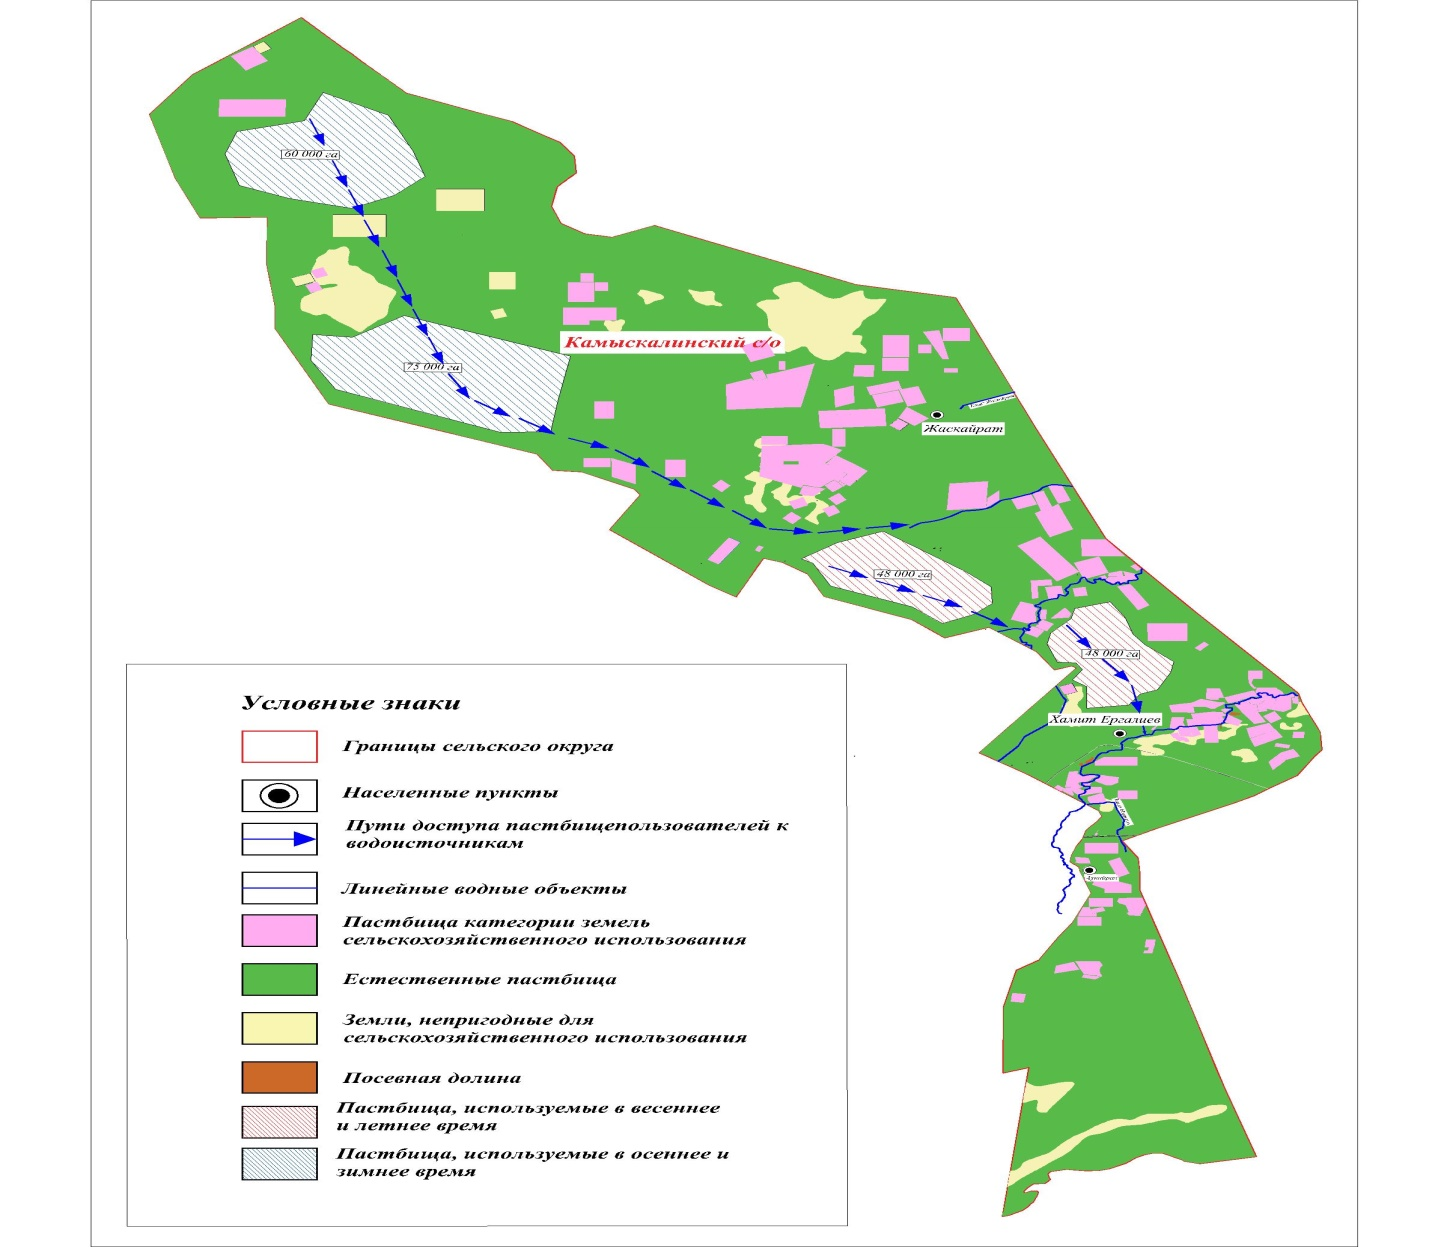 60 000 га
75 000 га
Камыскалинский с/о
Жаскайрат
48 000 га
48 000 га
Хамит Ергалиев
Условные знаки
Границы сельского округа
Населенные пункты
Пути доступа пастбищепользователей к
водоисточникам
Линейные водные объекты
Пастбища категории земель
сельскохозяйственного использования
Естественные пастбища
Земли, непригодные для
сельскохозяйственного использования
Посевная долина
Пастбища, используемые в весеннее
и летнее время
Пастбища, используемые в осеннее и
зимнее время